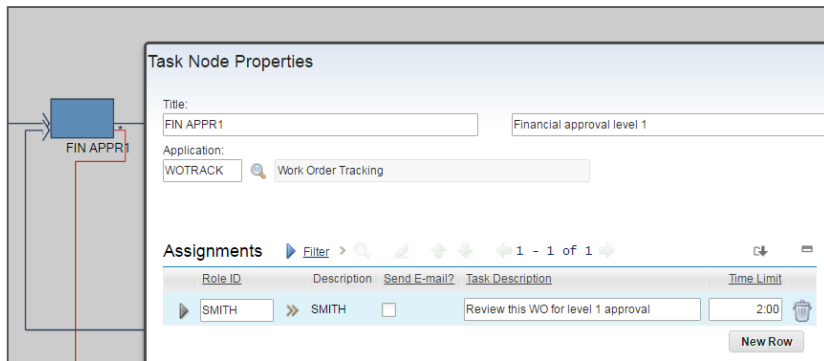 Task Node Properties
Title:
FIN APPR1 Financial approval level 1
FIN APPR1
Application:
WOTRACK Work Order Tracking
Assignments Filter 1 - 1 of 1
Role ID Description Send E-mail? Task Description Time Limit
SMITH SMITH Review this WO for level 1 approval 2:00
New Row